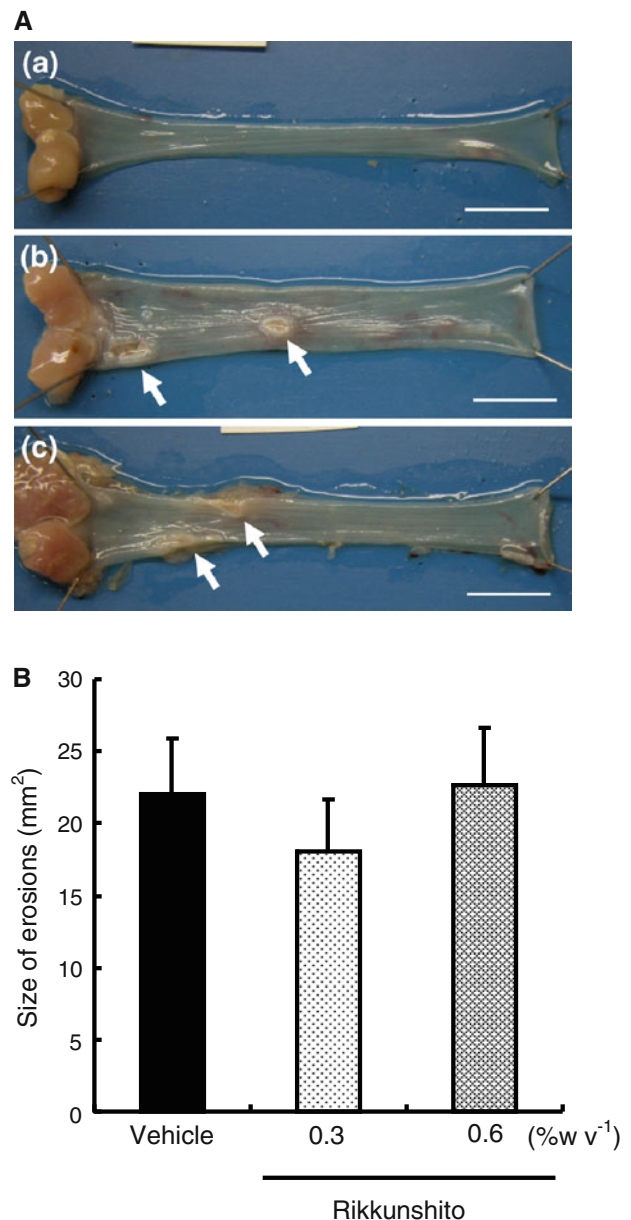 A
(a)
(b)
(c)
B
Size of erosions (mm²)
30
25
20
15
10
5
0
Vehicle 0.3 0.6 (%w v⁻¹)
Rikkunshito